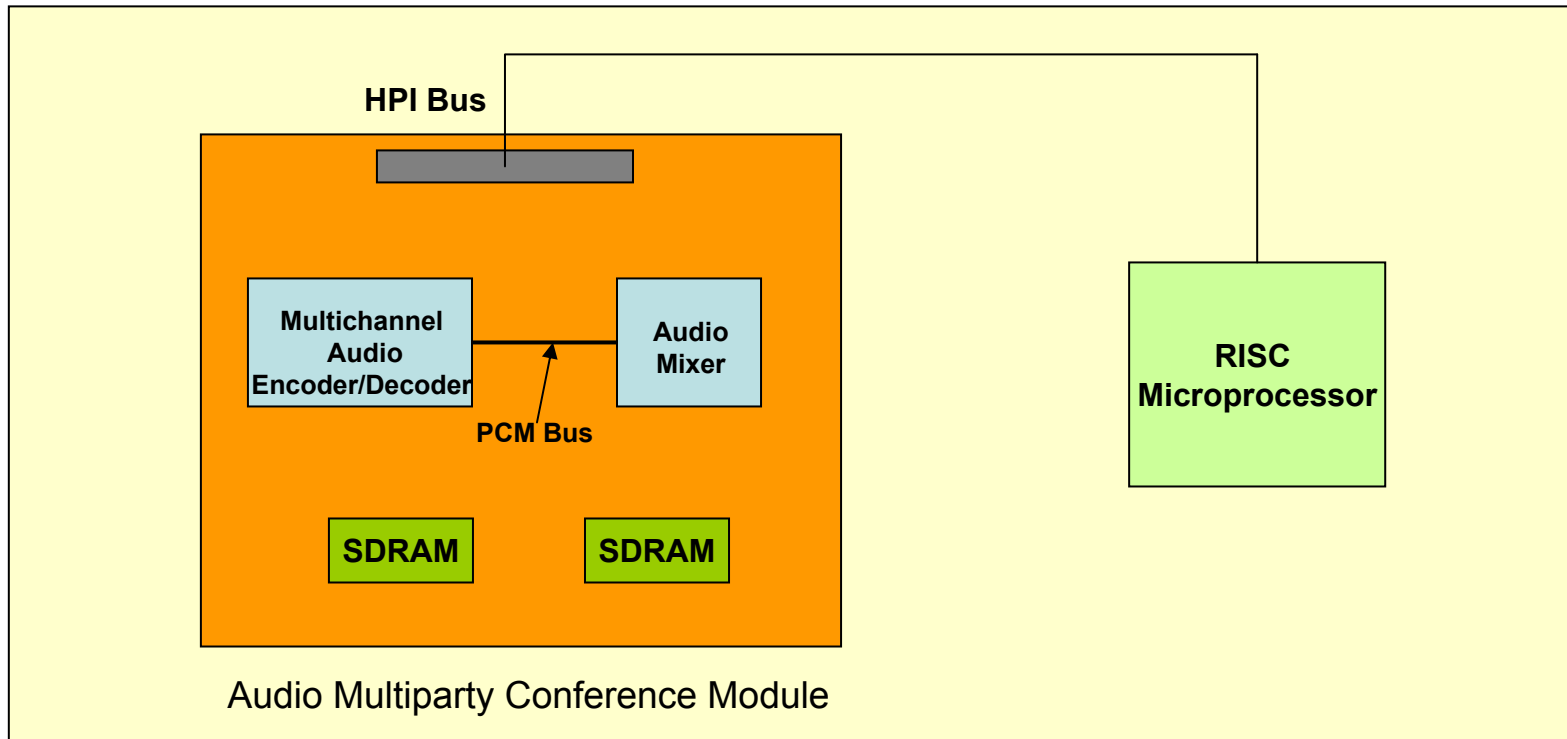 HPI Bus
Multichannel
Audio
Encoder/Decoder
Audio
Mixer
PCM Bus
RISC
Microprocessor
SDRAM
SDRAM
Audio Multiparty Conference Module